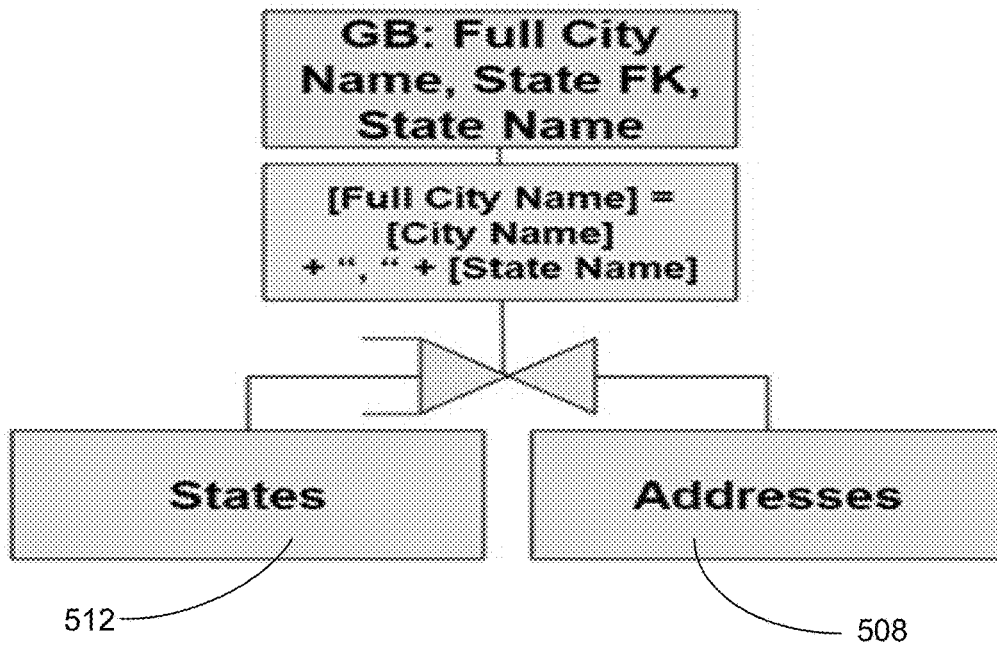 GB: Full City
Name, State FK,
State Name
[Full City Name] =
[City Name]
+ “, “ + [State Name]
States
Addresses
512
508